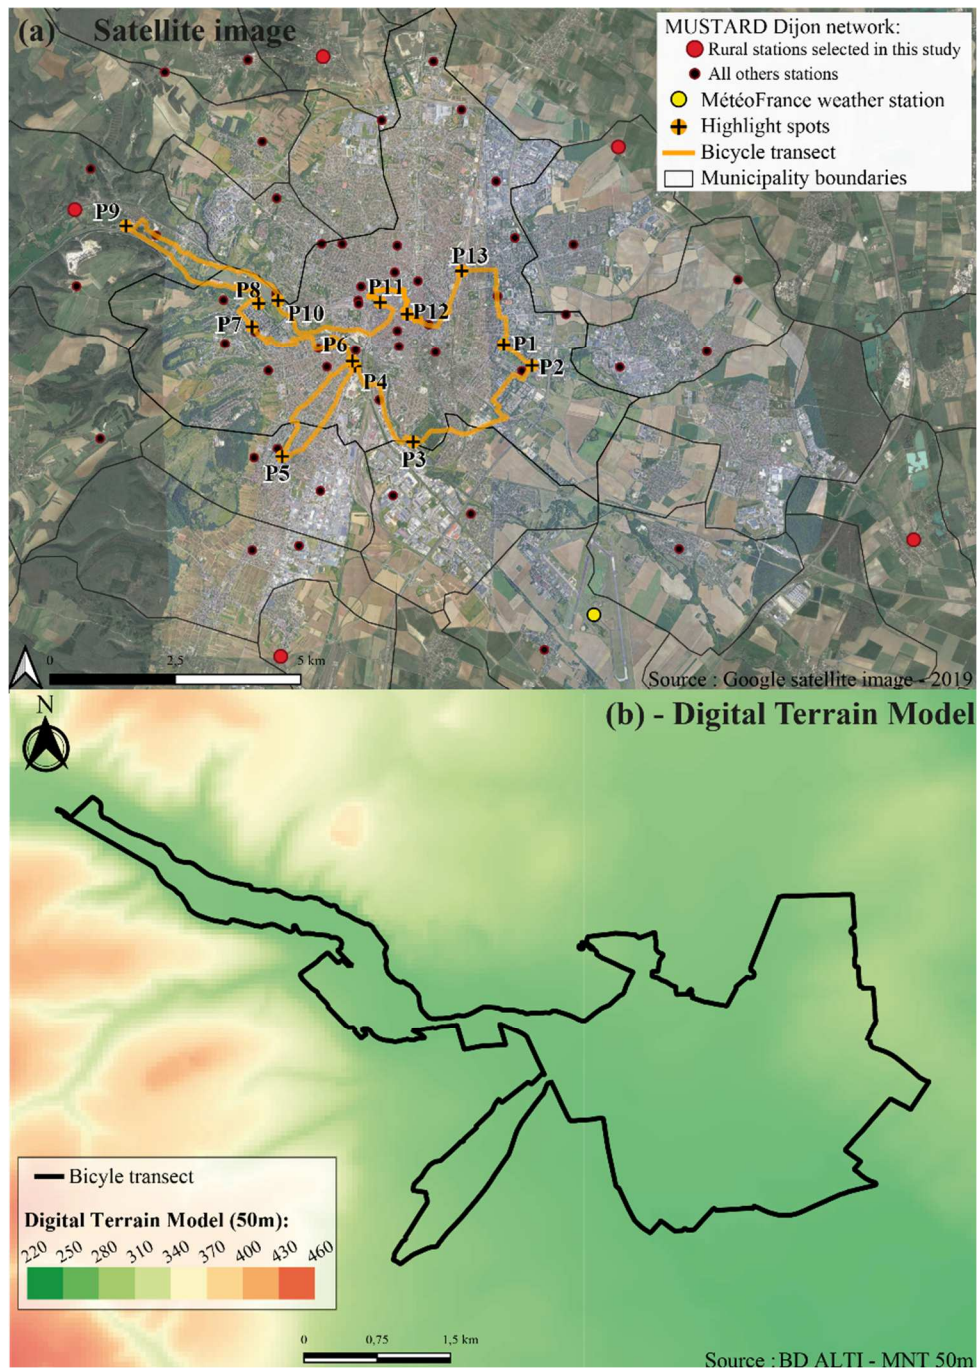 (a) Satellite image
MUSTARD Dijon network:
Rural stations selected in this study
All others stations
MétéoFrance weather station
Highlight spots
Bicycle transect
Municipality boundaries
P9
P13
P8
P10
P11
P12
P7
P6
P1
P2
P4
P3
P5
0 2,5 5 km
Source : Google satellite image - 2019
N
(b) - Digital Terrain Model
Bicyle transect
Digital Terrain Model (50m):
220 250 280 310 340 370 400 430 460
0 0,75 1,5 km
Source : BD ALTI - MNT 50m